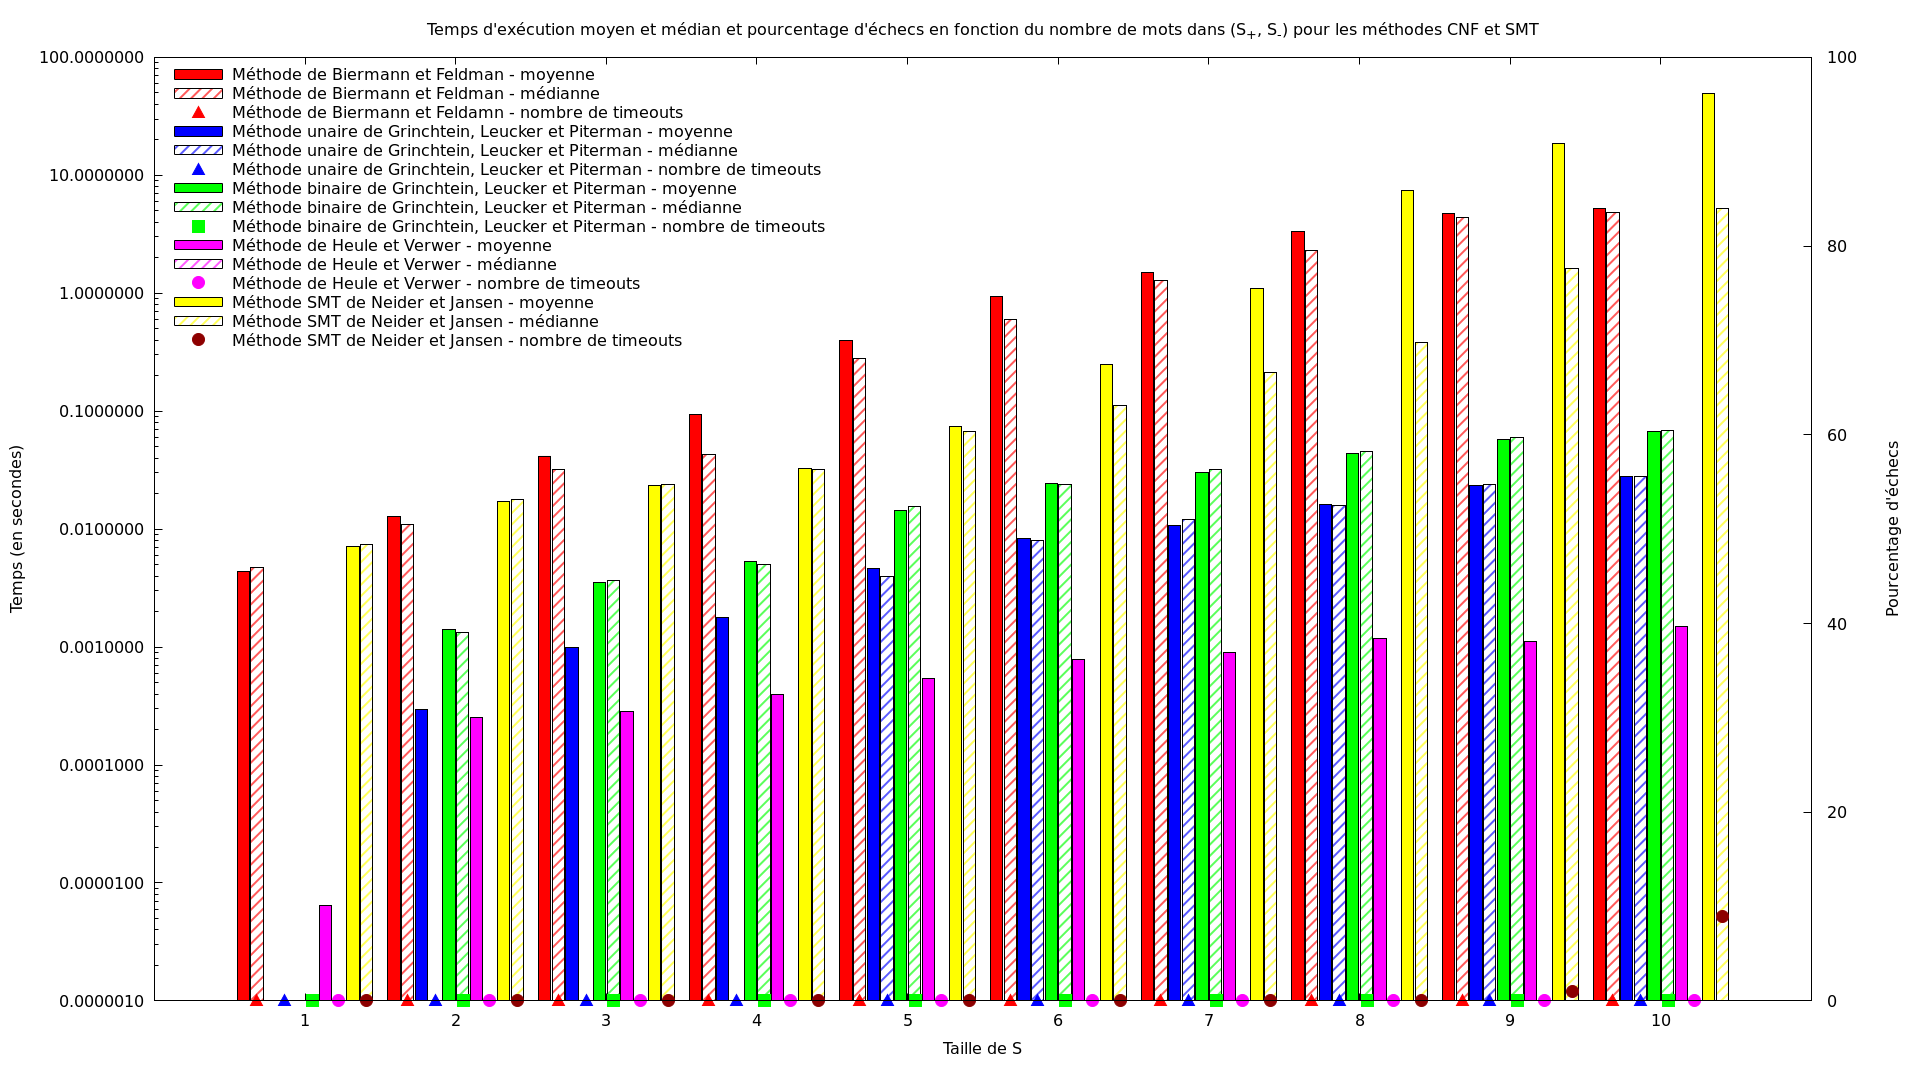 Temps d'exécution moyen et médian et pourcentage d'échecs en fonction du nombre de mots dans (S+, S-) pour les méthodes CNF et SMT
Méthode de Biermann et Feldman - moyenne
Méthode de Biermann et Feldman - médianne
Méthode de Biermann et Feldamn - nombre de timeouts
Méthode unaire de Grinchtein, Leucker et Piterman - moyenne
Méthode unaire de Grinchtein, Leucker et Piterman - médianne
Méthode unaire de Grinchtein, Leucker et Piterman - nombre de timeouts
Méthode binaire de Grinchtein, Leucker et Piterman - moyenne
Méthode binaire de Grinchtein, Leucker et Piterman - médianne
Méthode binaire de Grinchtein, Leucker et Piterman - nombre de timeouts
Méthode de Heule et Verwer - moyenne
Méthode de Heule et Verwer - médianne
Méthode de Heule et Verwer - nombre de timeouts
Méthode SMT de Neider et Jansen - moyenne
Méthode SMT de Neider et Jansen - médianne
Méthode SMT de Neider et Jansen - nombre de timeouts
Temps (en secondes)
100.0000000
10.0000000
1.0000000
0.1000000
0.0100000
0.0010000
0.0001000
0.0000100
0.0000010
100
80
60
40
20
0
Pourcentage d'échecs
1 2 3 4 5 6 7 8 9 10
Taille de S